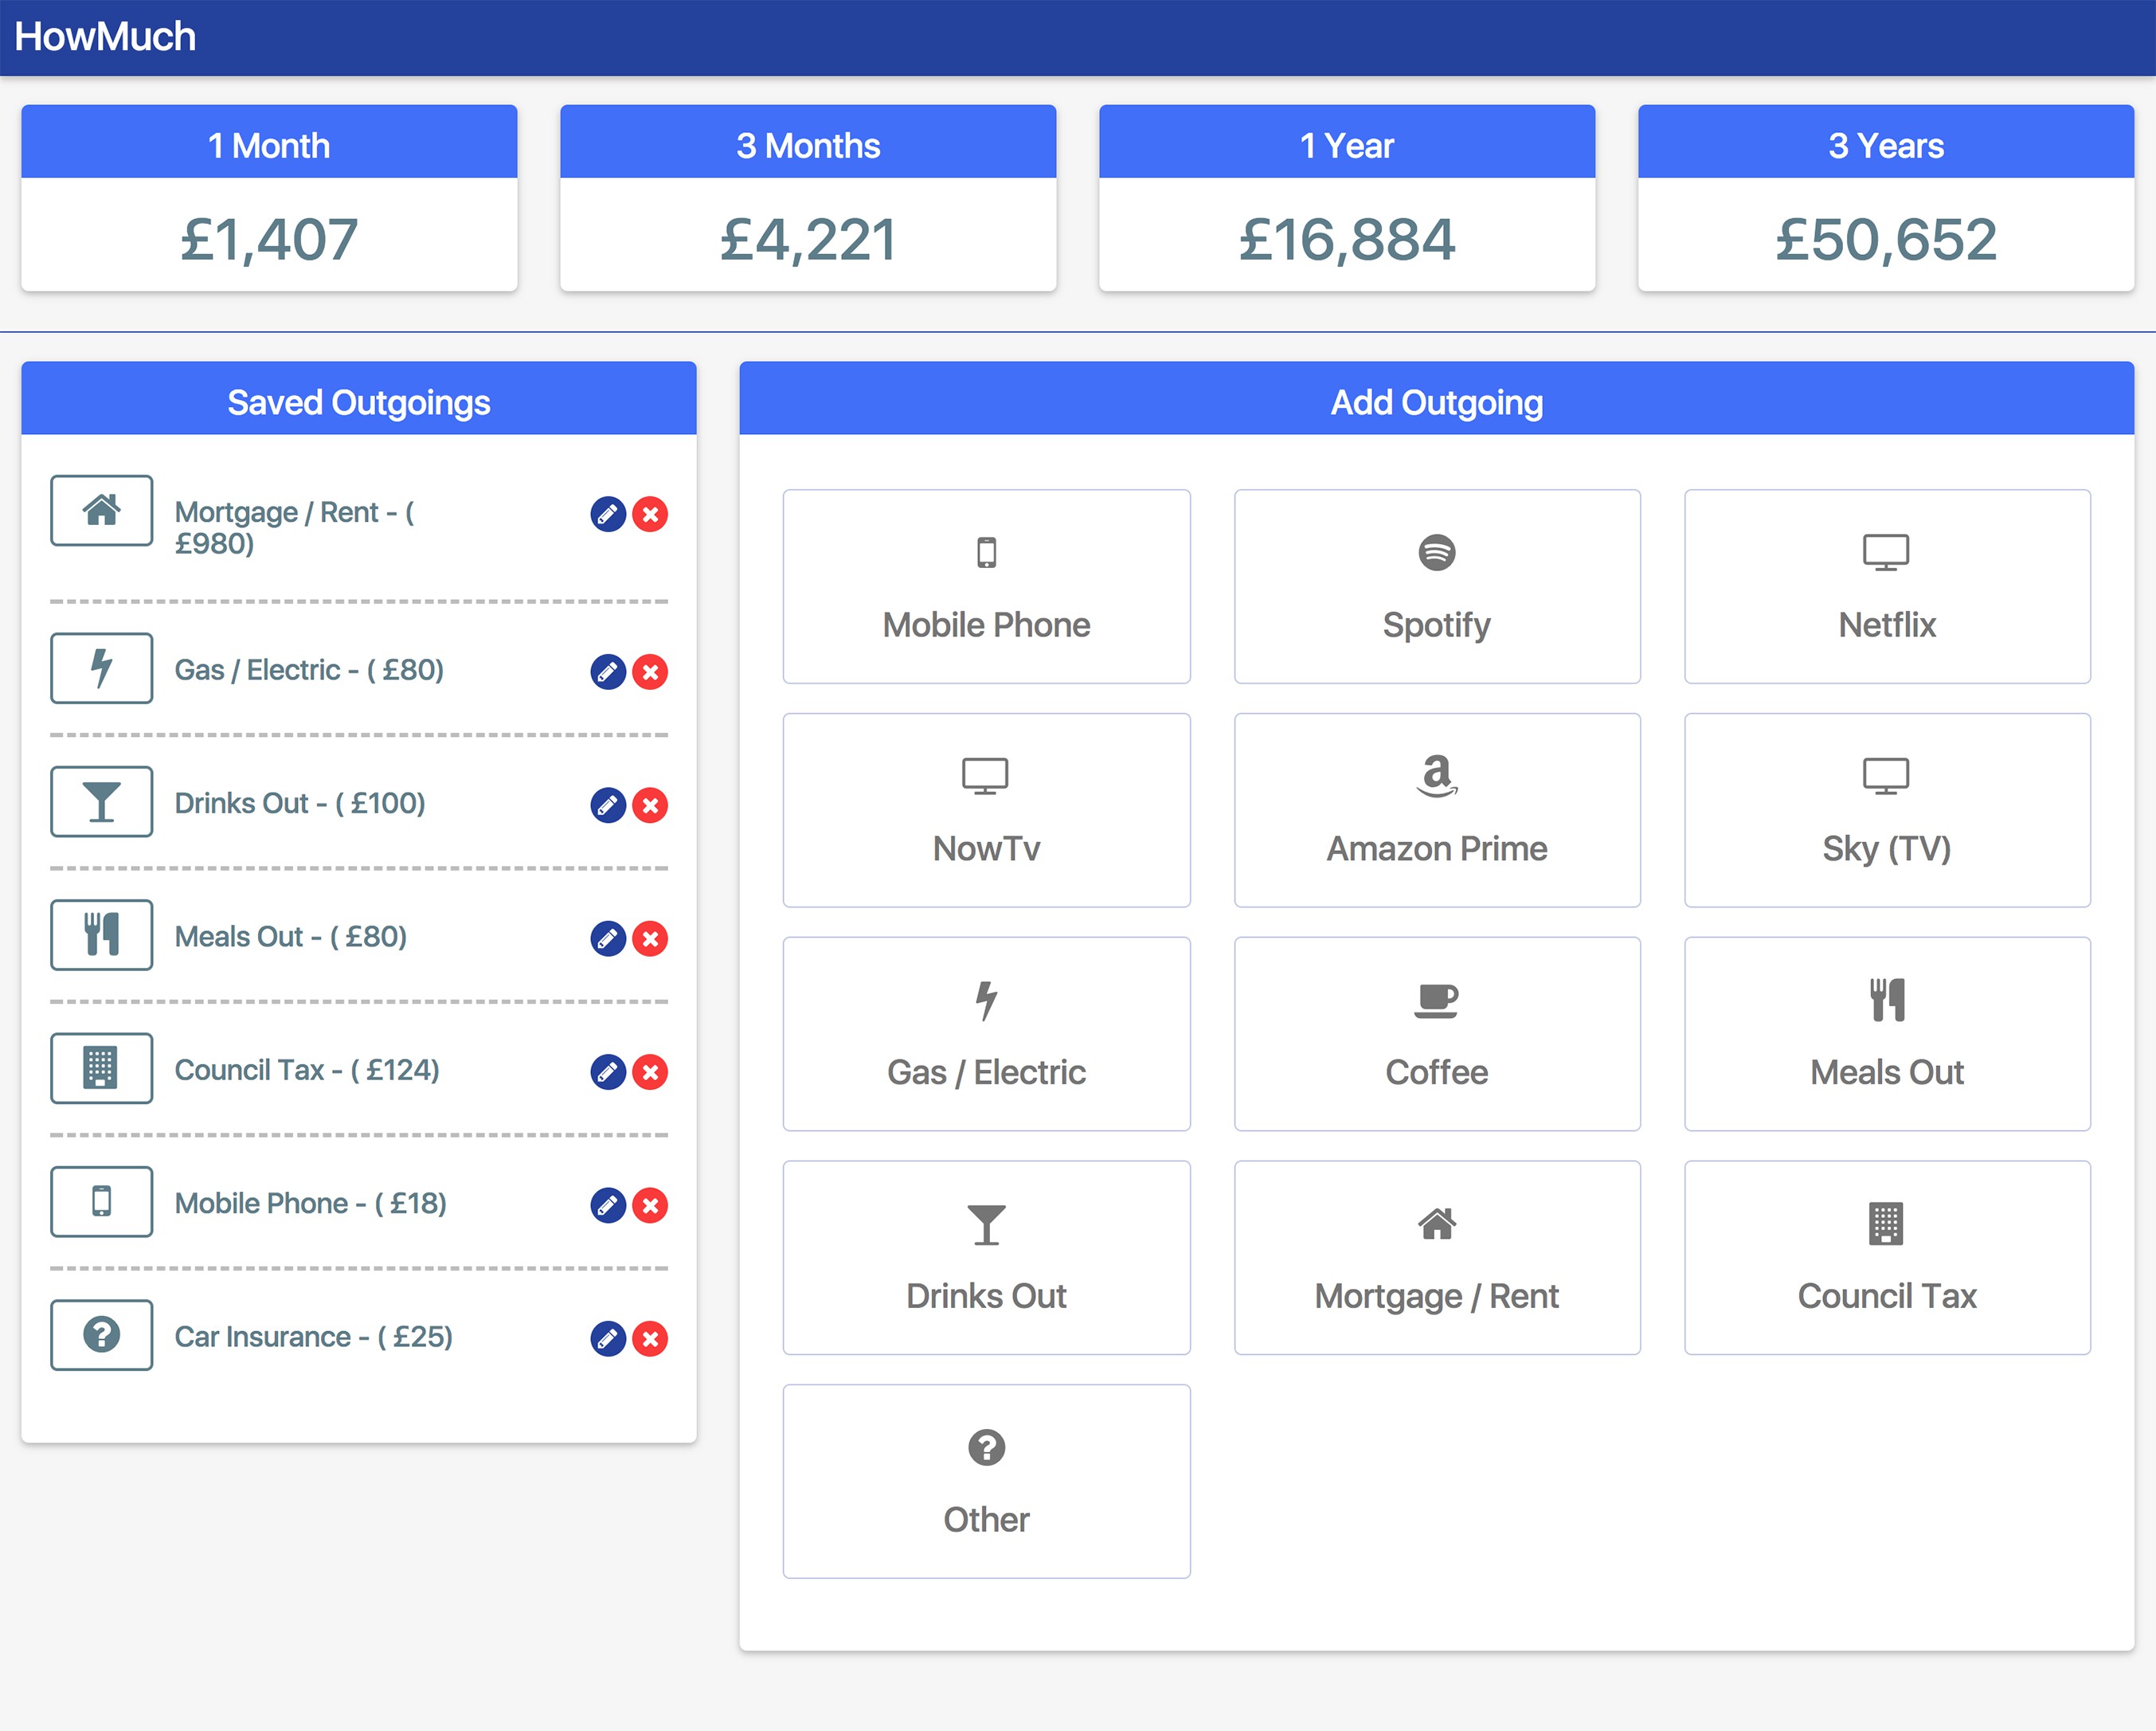 HowMuch
1 Month
£1,407
3 Months
£4,221
1 Year
£16,884
3 Years
£50,652
Saved Outgoings
Mortgage / Rent - (
£980)
Gas / Electric - ( £80)
Drinks Out - ( £100)
Meals Out - ( £80)
Council Tax - ( £124)
Mobile Phone - ( £18)
Car Insurance - ( £25)
Add Outgoing
Mobile Phone
Spotify
Netflix
NowTv
Amazon Prime
Sky (TV)
Gas / Electric
Coffee
Meals Out
Drinks Out
Mortgage / Rent
Council Tax
Other